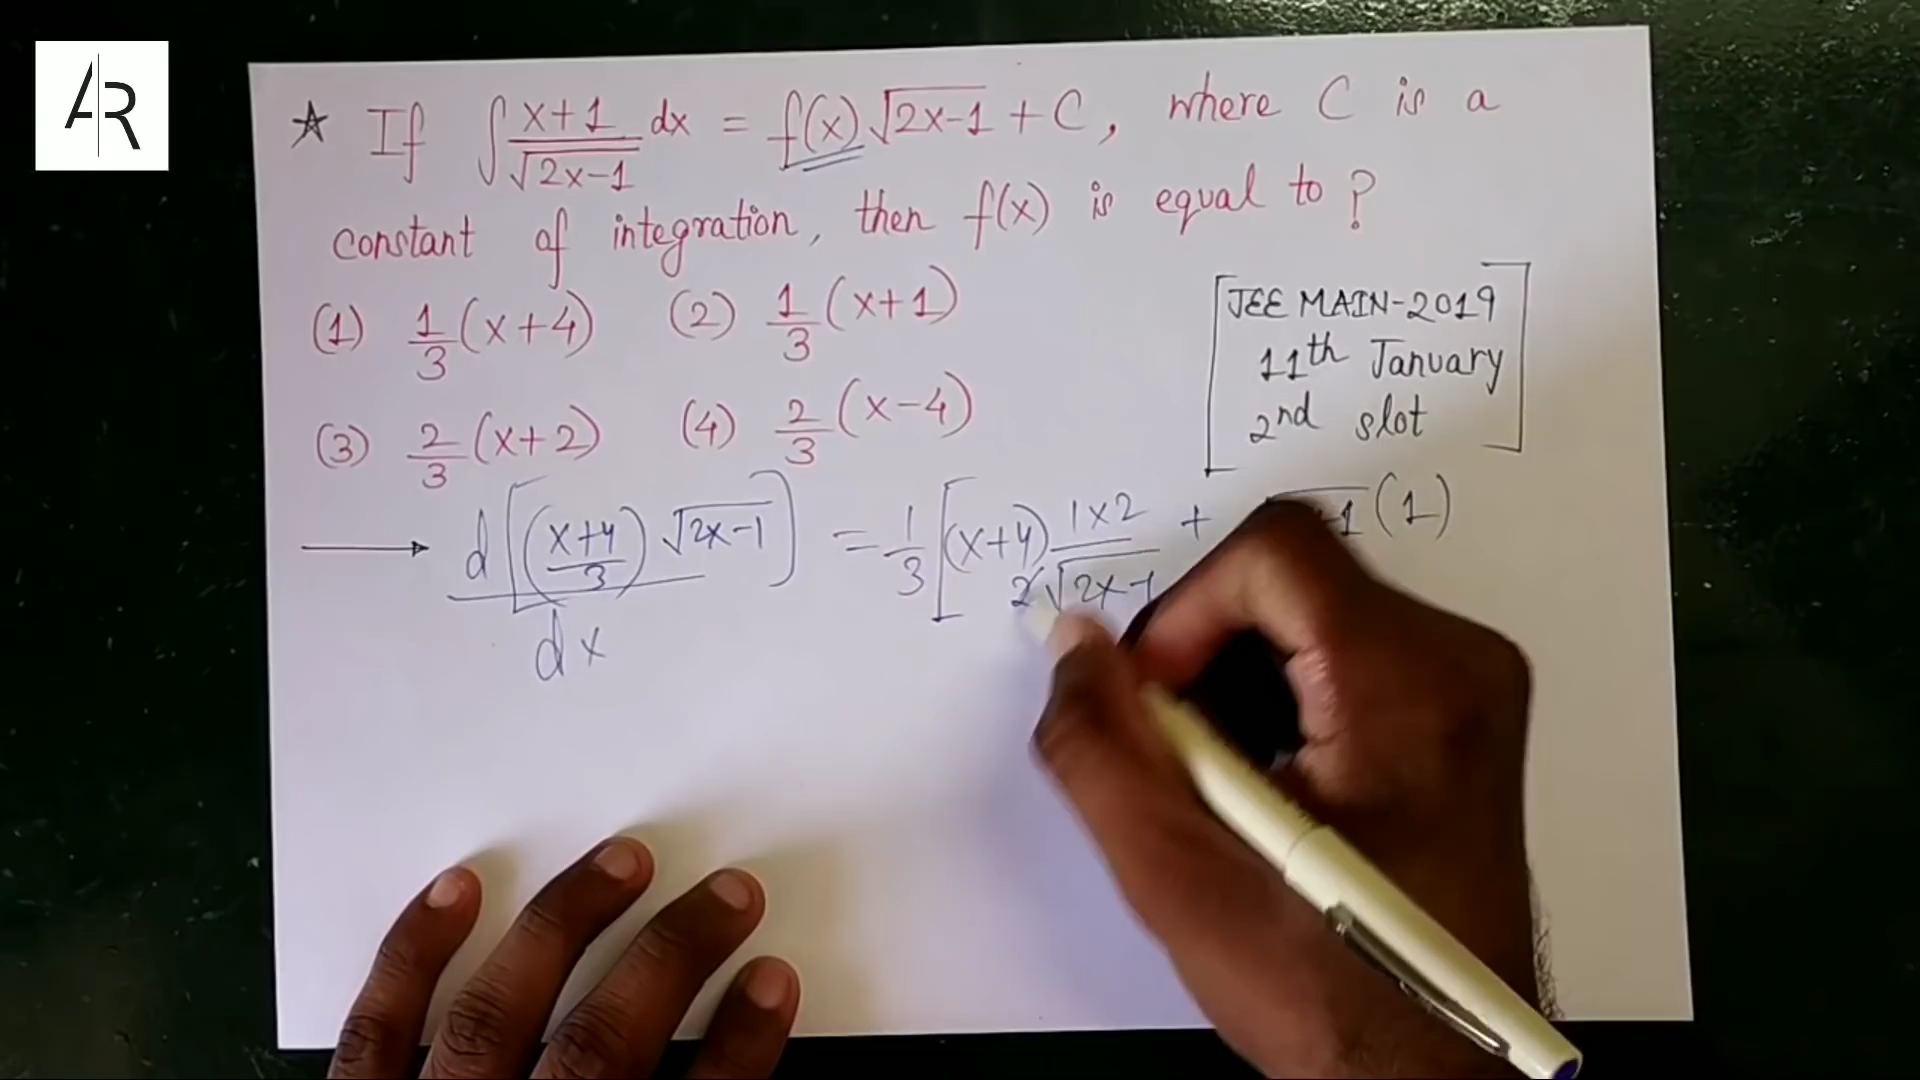 AR
★ If ∫ x+1/√2x-1 dx = f(x) √2x-1 + C, where C is a
constant of integration, then f(x) is equal to ?
(1) 1/3 (x+4) (2) 1/3 (x+1)
(3) 2/3 (x+2) (4) 2/3 (x-4)
[JEE MAIN-2019
11th January
2nd slot]
→ d[(x+4/3) √2x-1]/dx = 1/3 [(x+4) 1x2/2√2x-1 + -1 (1)